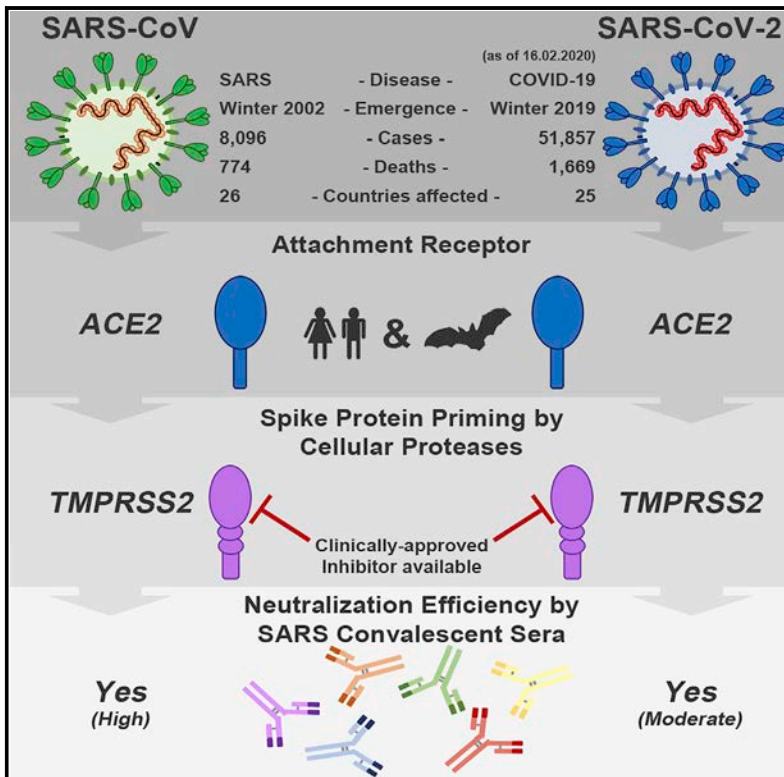 SARS-CoV
SARS-CoV-2
(as of 16.02.2020)
SARS - Disease - COVID-19
Winter 2002 - Emergence - Winter 2019
8,096 - Cases - 51,857
774 - Deaths - 1,669
26 - Countries affected - 25
Attachment Receptor
ACE2 & ACE2
Spike Protein Priming by
Cellular Proteases
TMPRSS2 TMPRSS2
Clinically-approved
Inhibitor available
Neutralization Efficiency by
SARS Convalescent Sera
Yes Yes
(High) (Moderate)